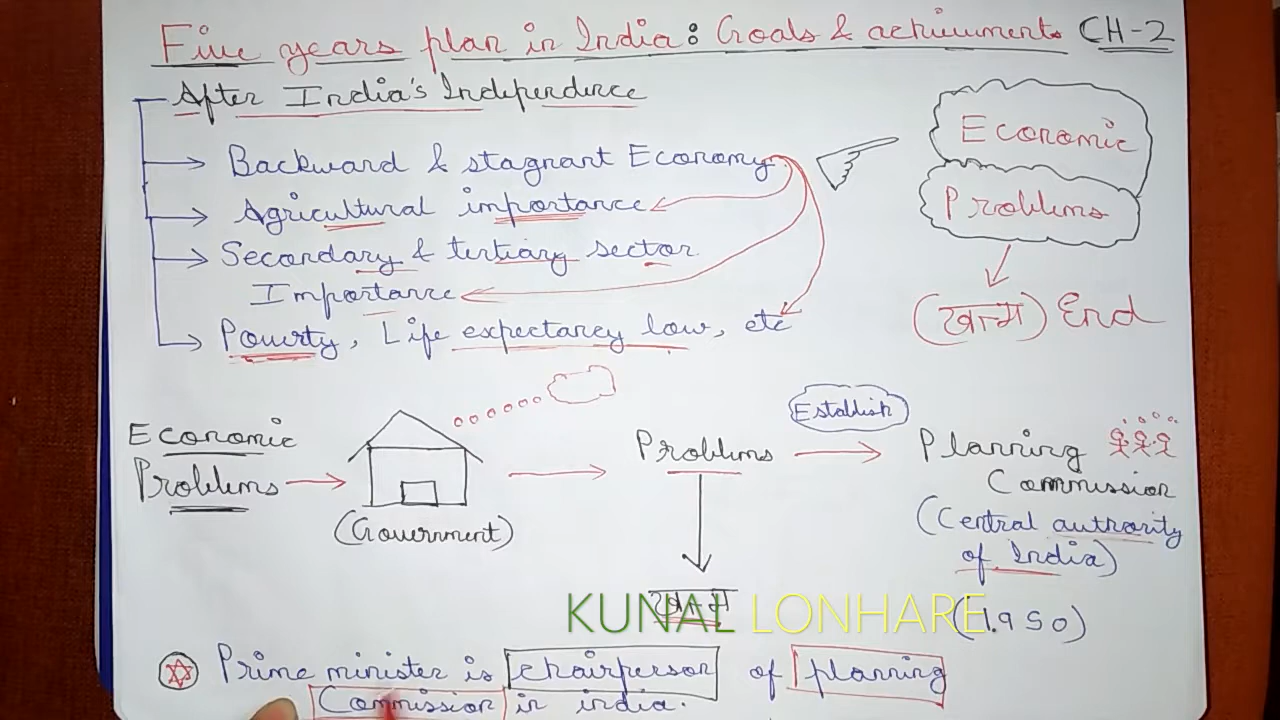 Five years plan in India: Goals & achievements CH-2
After India's Independence
Backward & stagnant Economy
Agricultural importance
Secondary & tertiary sector
Importance
Poverty, Life expectancy low, etc
Economic
Problems
(खत्म) End
Economic
Problems
(Government)
Problems
खत्म
Establish
Planning
Commission
(Central authority
of India)
(1950)
KUNAL LONHARE
Prime minister is chairperson of planning
Commission in india.